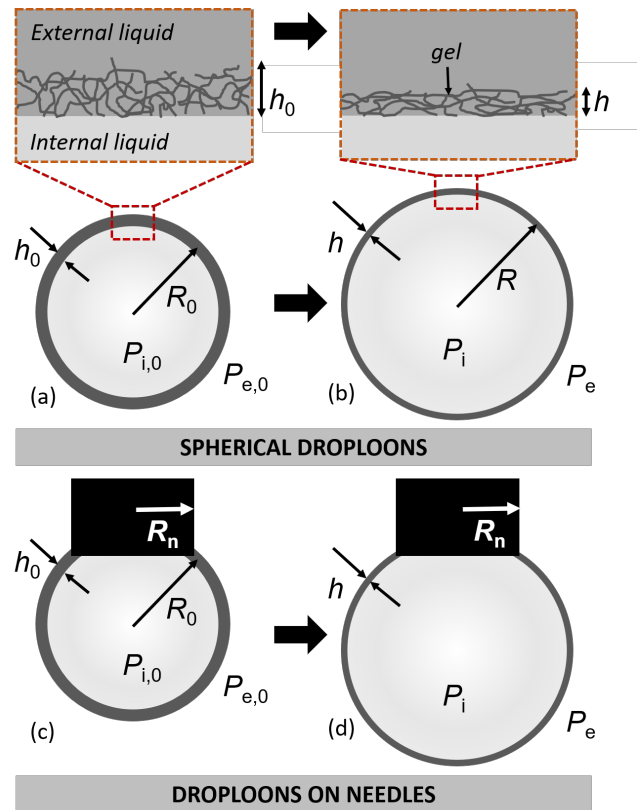 External liquid
Internal liquid
h0
gel
h
h0
R0
Pi,0
Pe,0
(a)
h
R
Pi
Pe
(b)
SPHERICAL DROPLOONS
Rn
h0
R0
Pi,0
Pe,0
(c)
Rn
h
Pi
Pe
(d)
DROPLOONS ON NEEDLES